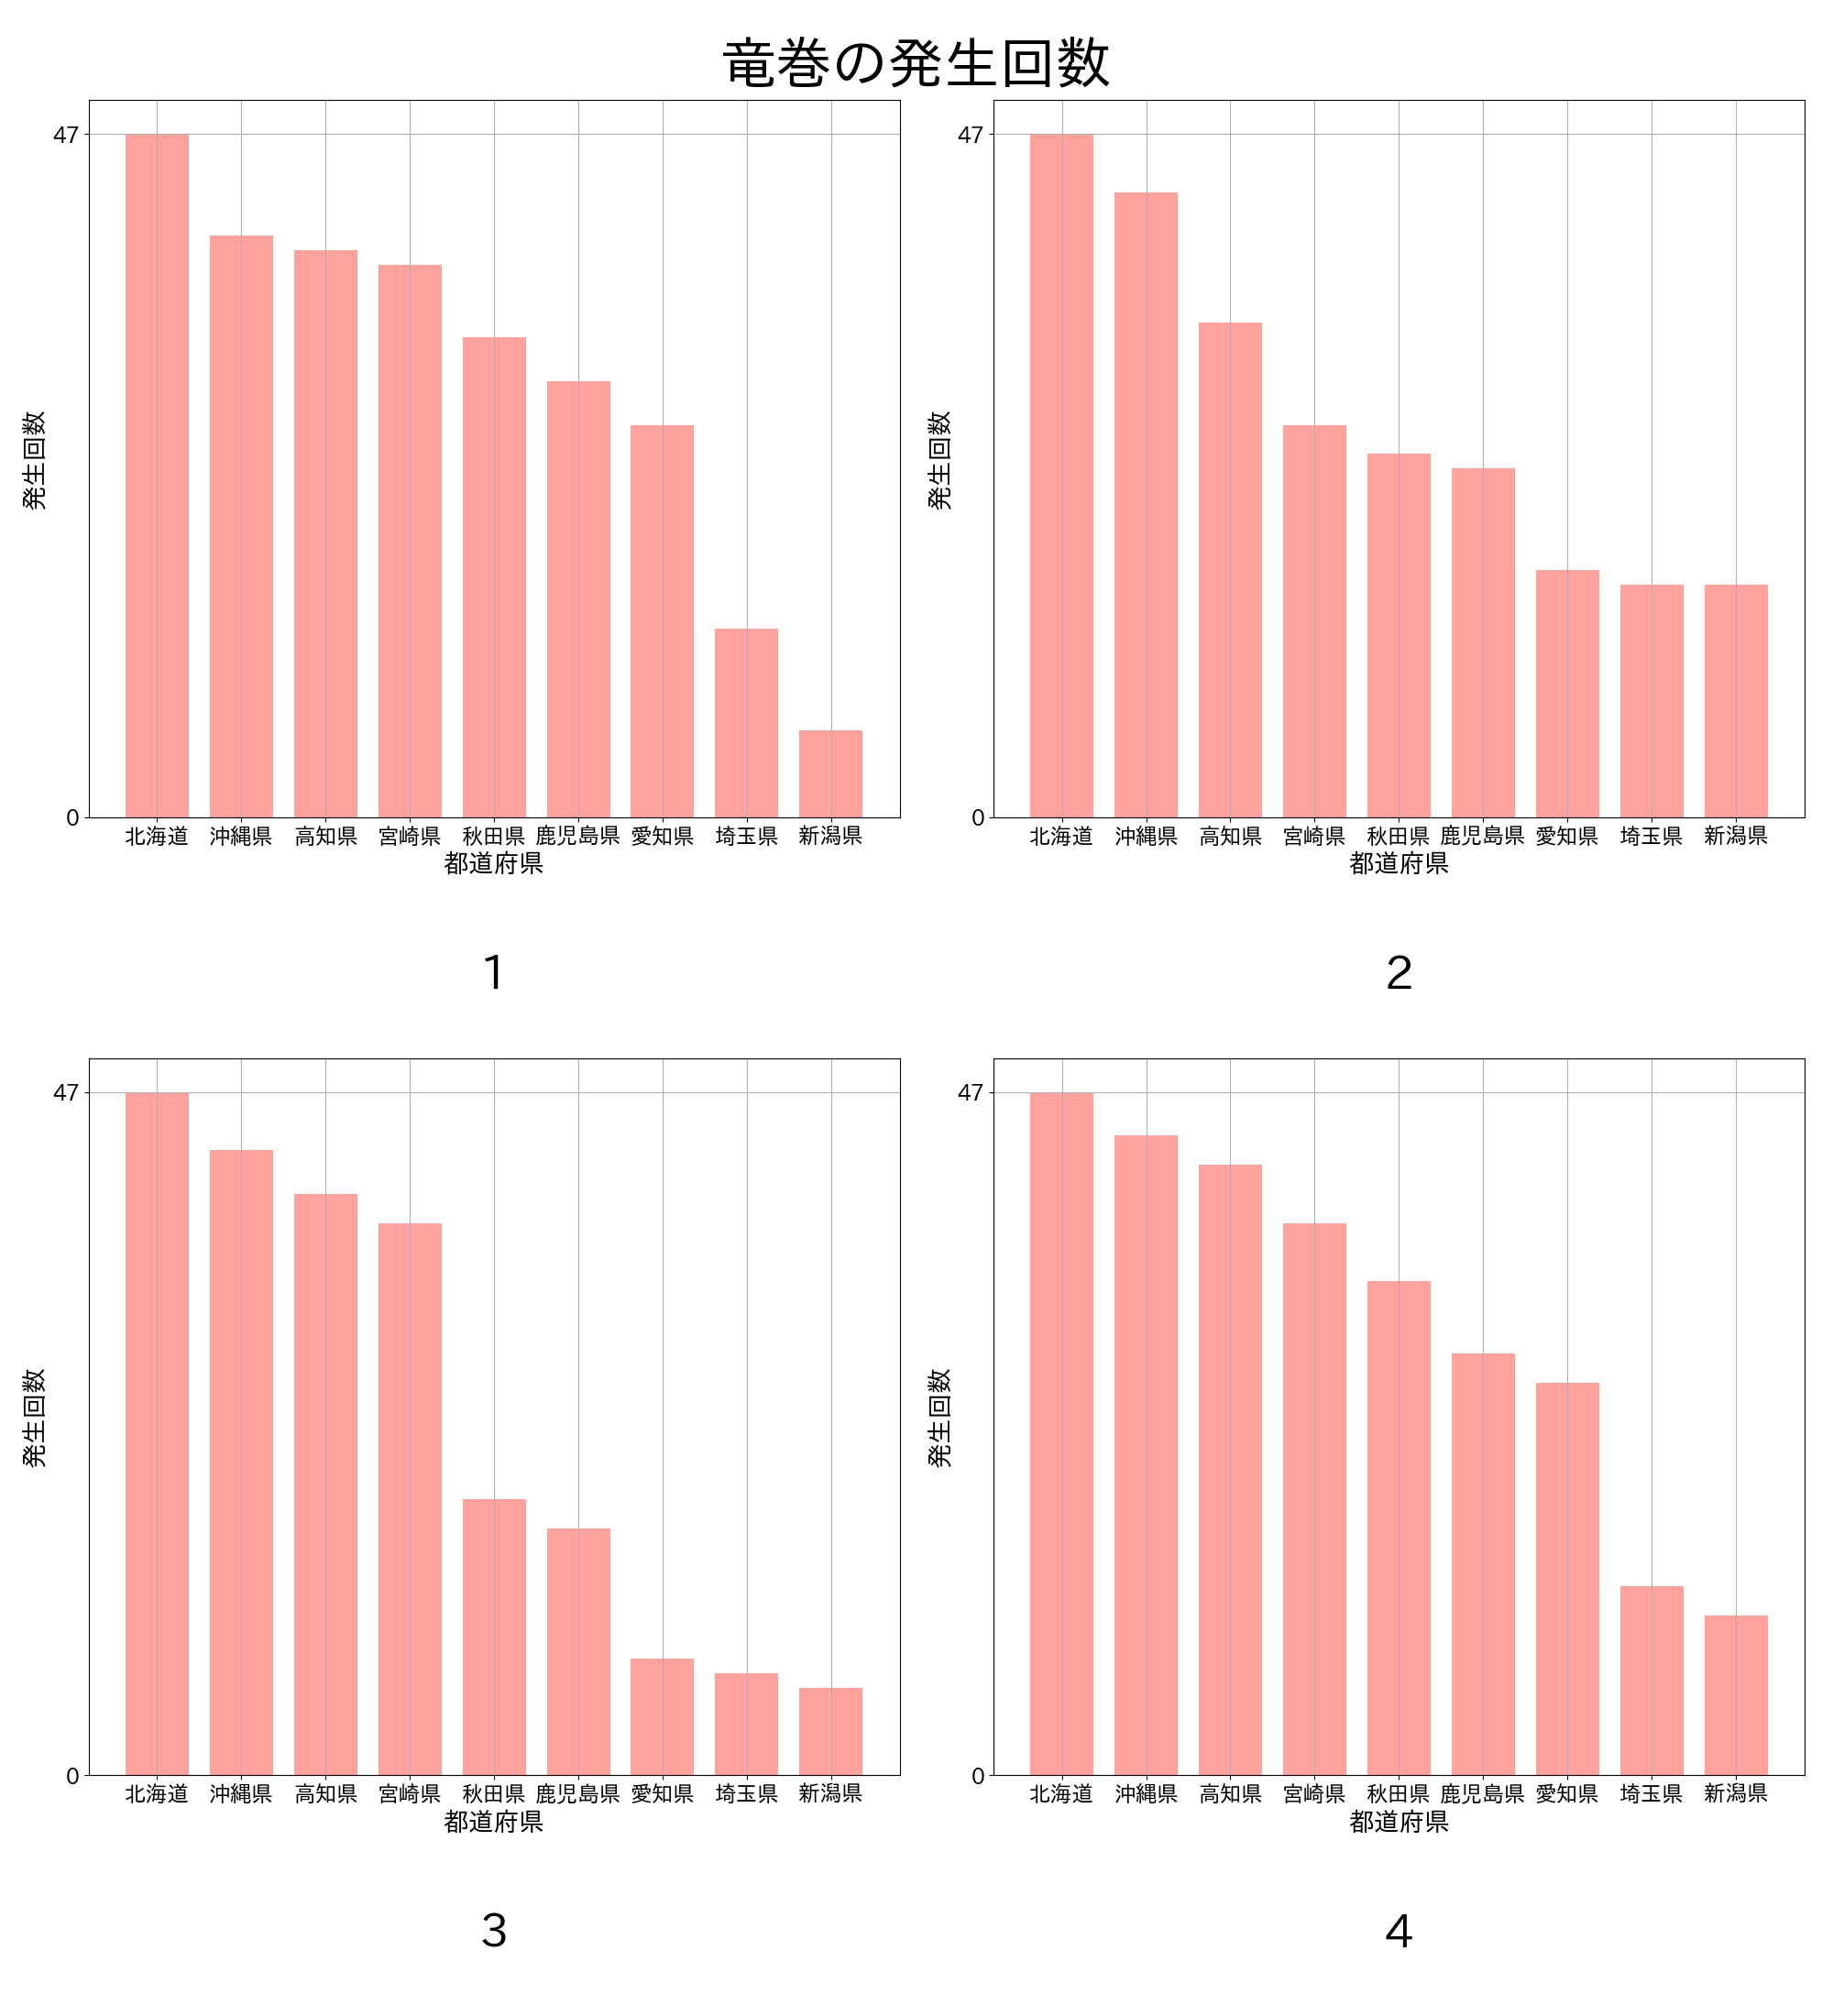 竜巻の発生回数
47
0
発生回数
北海道 沖縄県 高知県 宮崎県 秋田県 鹿児島県 愛知県 埼玉県 新潟県
都道府県
1
47
0
発生回数
北海道 沖縄県 高知県 宮崎県 秋田県 鹿児島県 愛知県 埼玉県 新潟県
都道府県
2
47
0
発生回数
北海道 沖縄県 高知県 宮崎県 秋田県 鹿児島県 愛知県 埼玉県 新潟県
都道府県
3
47
0
発生回数
北海道 沖縄県 高知県 宮崎県 秋田県 鹿児島県 愛知県 埼玉県 新潟県
都道府県
4